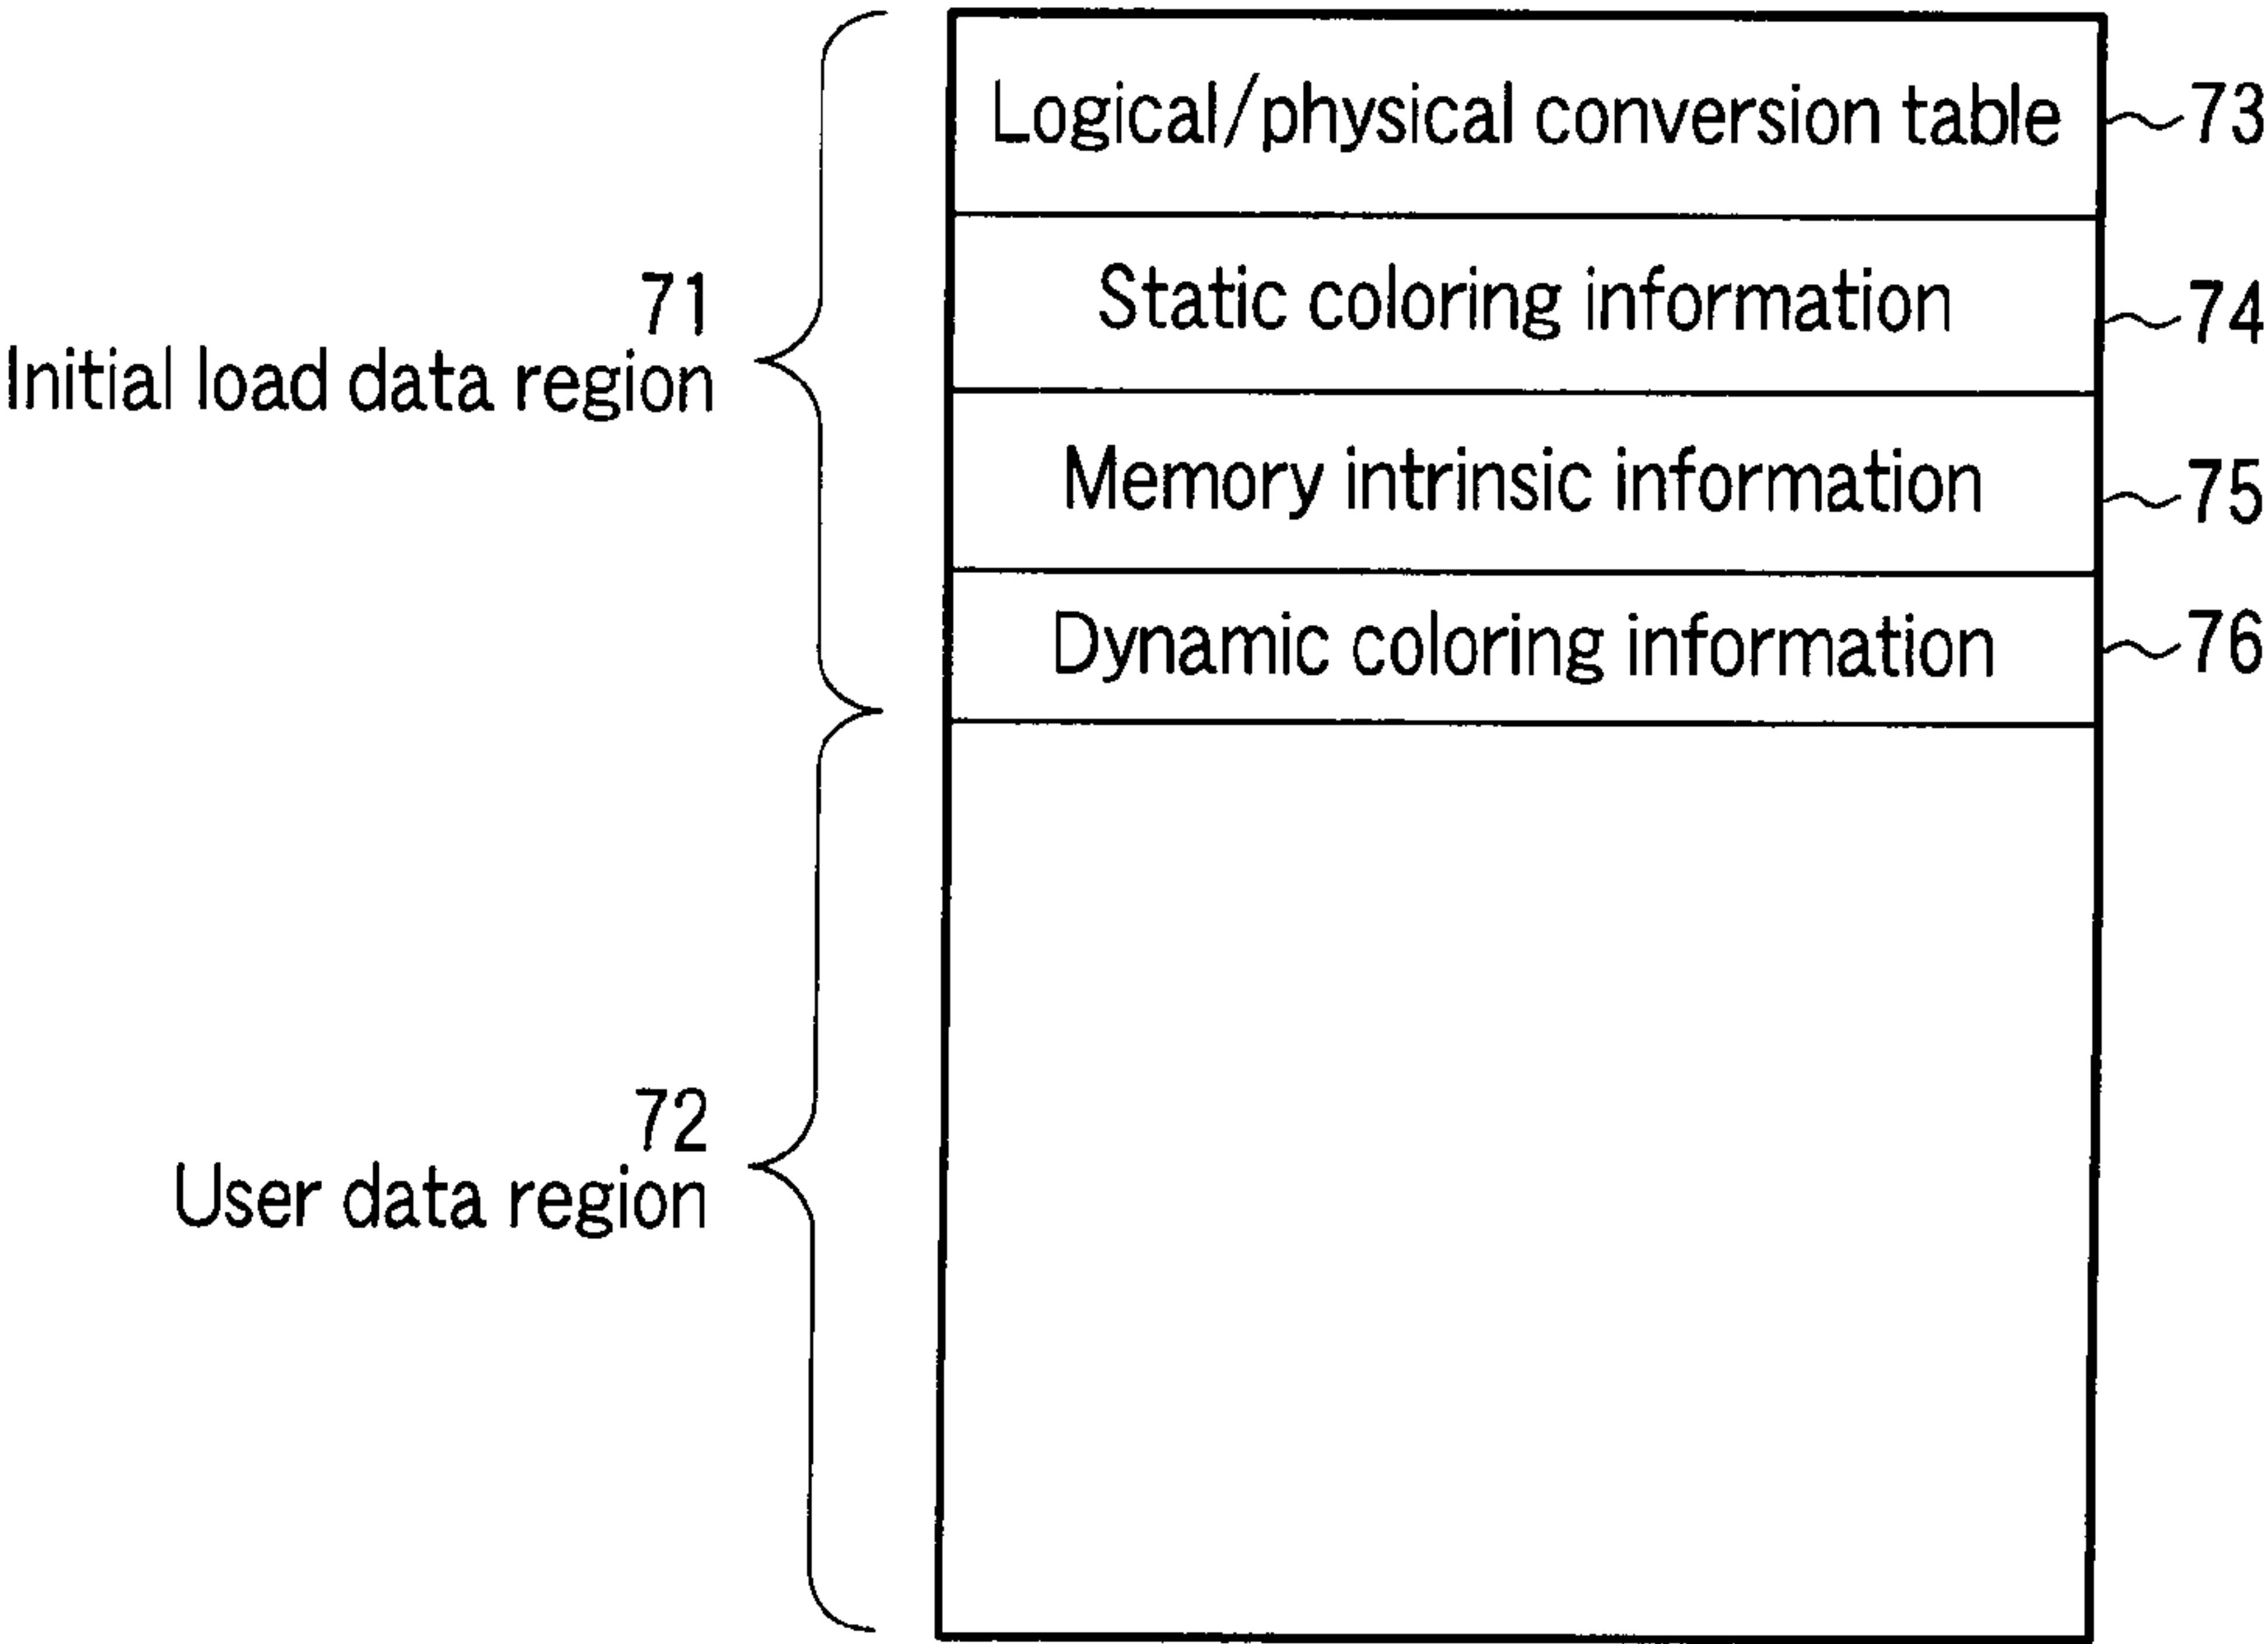 Logical/physical conversion table 73
71
Initial load data region
Static coloring information 74
Memory intrinsic information 75
Dynamic coloring information 76
72
User data region